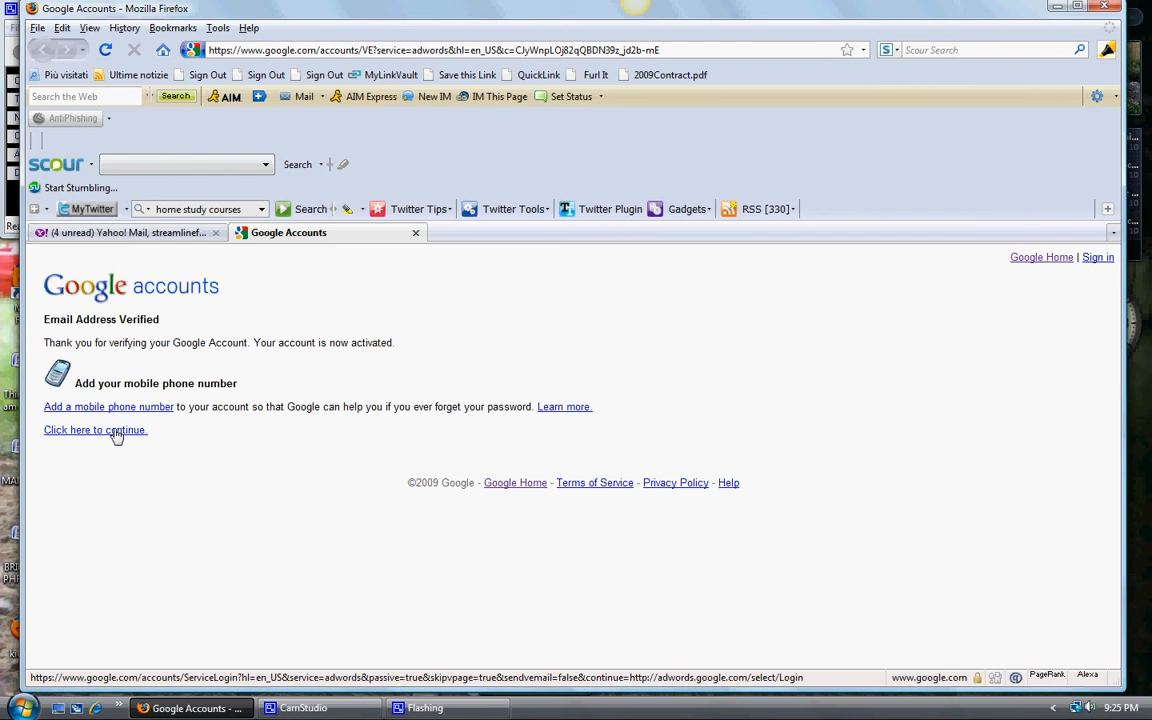 Google Accounts - Mozilla Firefox
File Edit View History Bookmarks Tools Help
https://www.google.com/accounts/VE?service=adwords&hl=en_US&c=CJyWnpLOj82qQBDN39z_jd2b-mE
S Scour Search
Più visitati Ultime notizie Sign Out Sign Out Sign Out MyLinkVault Save this Link QuickLink Furl It 2009Contract.pdf
Search the Web Search AIM Mail AIM Express New IM IM This Page Set Status
AntiPhishing
scour Search
Start Stumbling...
MyTwitter home study courses Search Twitter Tips Twitter Tools Twitter Plugin Gadgets RSS [330]
(4 unread) Yahoo! Mail, streamlinef... Google Accounts
Google Home | Sign in
Google accounts
Email Address Verified
Thank you for verifying your Google Account. Your account is now activated.
Add your mobile phone number
Add a mobile phone number to your account so that Google can help you if you ever forget your password. Learn more.
Click here to continue.
©2009 Google - Google Home - Terms of Service - Privacy Policy - Help
https://www.google.com/accounts/ServiceLogin?hl=en_US&service=adwords&passive=true&skipvpage=true&sendvemail=false&continue=http://adwords.google.com/select/Login www.google.com PageRank Alexa
Google Accounts - ... CamStudio Flashing 9:25 PM